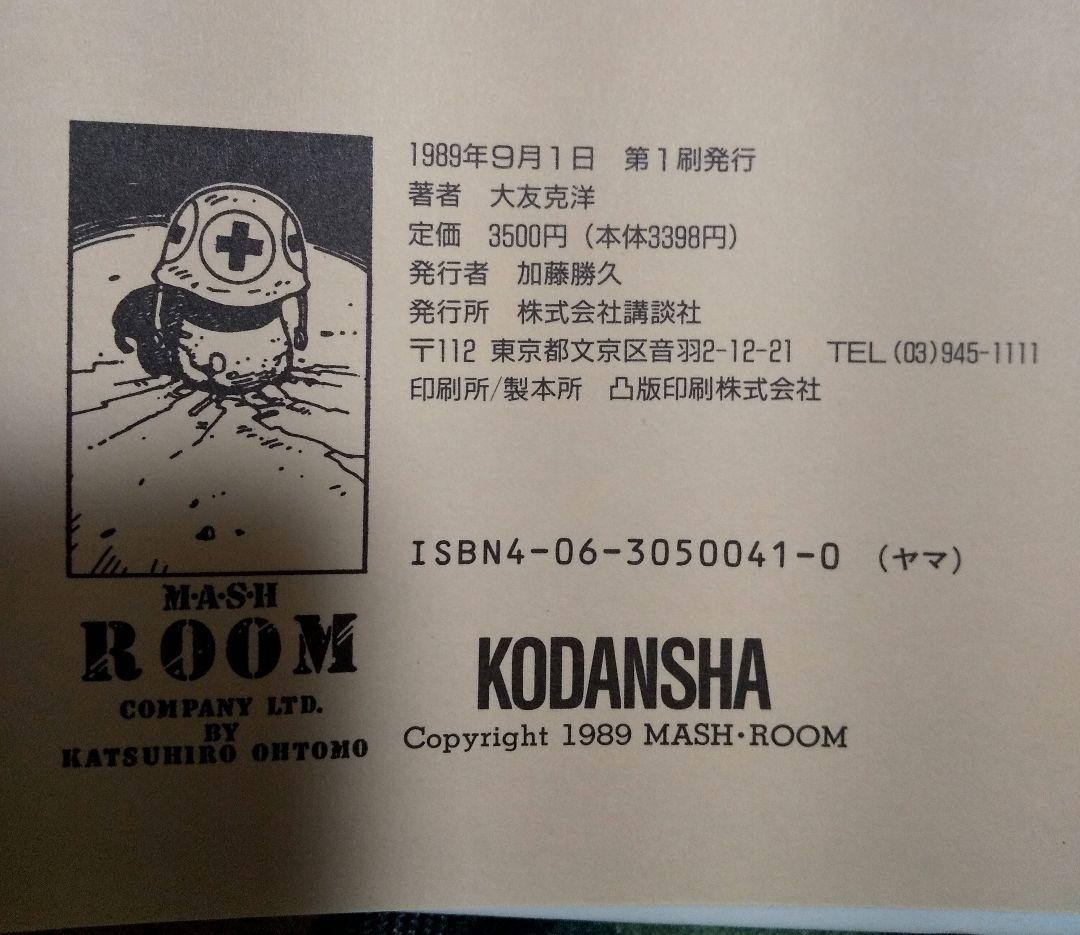 1989年9月1日　第1刷発行
著者　大友克洋
定価　3500円（本体3398円）
発行者　加藤勝久
発行所　株式会社講談社
〒112 東京都文京区音羽2-12-21　TEL (03)945-1111
印刷所/製本所　凸版印刷株式会社
ISBN4-06-3050041-0 （ヤマ）
M·A·S·H
ROOM
COMPANY LTD.
BY
KATSUHIRO OHTOMO
KODANSHA
Copyright 1989 MASH·ROOM